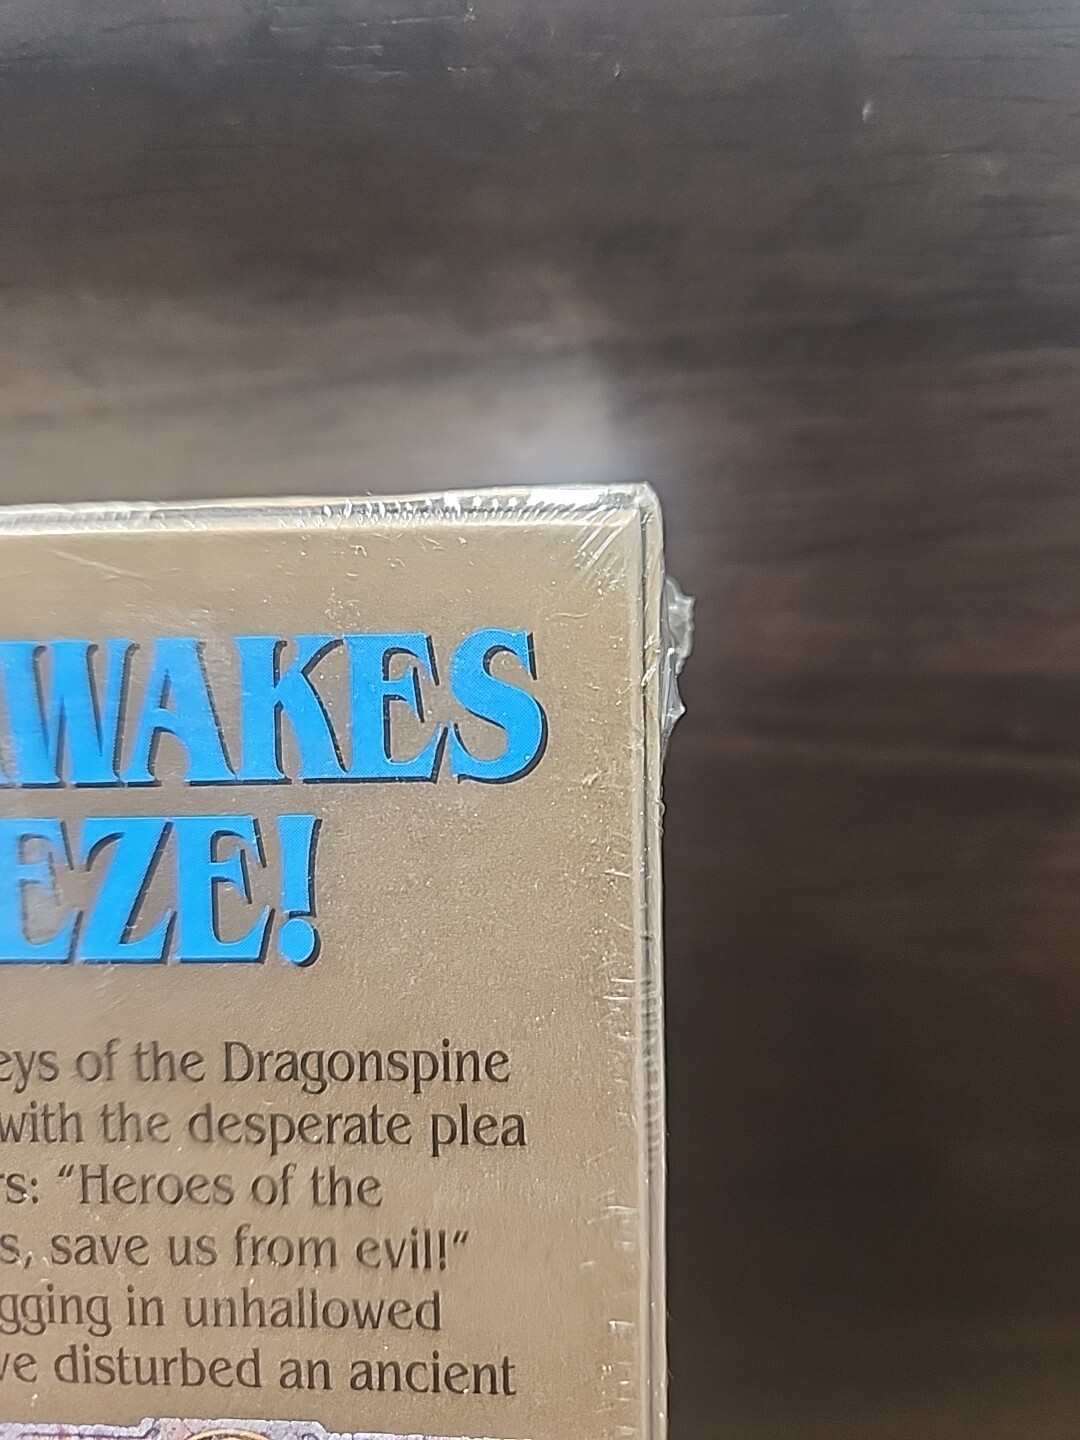 WAKES
EZE!
eys of the Dragonspine
with the desperate plea
rs: “Heroes of the
s, save us from evil!“
gging in unhallowed
ve disturbed an ancient